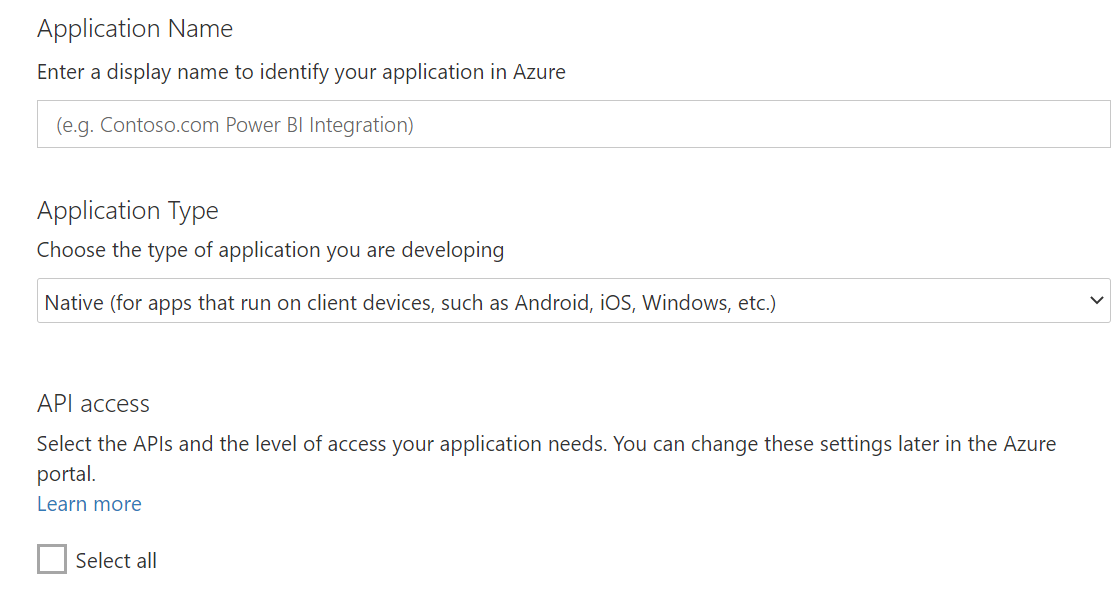 Application Name
Enter a display name to identify your application in Azure
(e.g. Contoso.com Power BI Integration)
Application Type
Choose the type of application you are developing
Native (for apps that run on client devices, such as Android, iOS, Windows, etc.)
API access
Select the APIs and the level of access your application needs. You can change these settings later in the Azure
portal.
Learn more
Select all